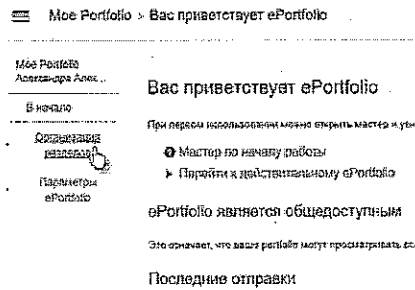 Мое Portfolio > Вас приветствует ePortfolio
Мое Portfolio
Александра Алек...
В начало
Организация
разделов
Параметры
ePortfolio
Вас приветствует ePortfolio
При первом использовании можно открыть мастер и
Мастер по началу работы
Перейти к действительному ePortfolio
ePortfolio является общедоступным
Это означает, что ваше portfolio могут просматривать
Последние отправки